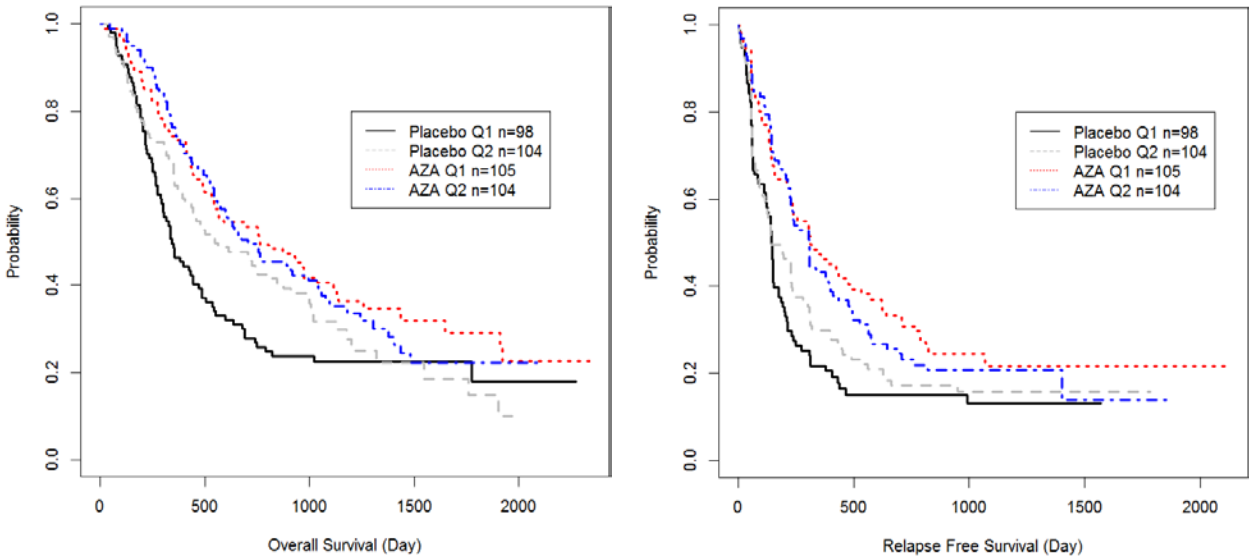 Probability
1.0
0.8
0.6
0.4
0.2
0.0
Placebo Q1 n=98
Placebo Q2 n=104
AZA Q1 n=105
AZA Q2 n=104
0 500 1000 1500 2000
Overall Survival (Day)
Probability
1.0
0.8
0.6
0.4
0.2
0.0
Placebo Q1 n=98
Placebo Q2 n=104
AZA Q1 n=105
AZA Q2 n=104
0 500 1000 1500 2000
Relapse Free Survival (Day)